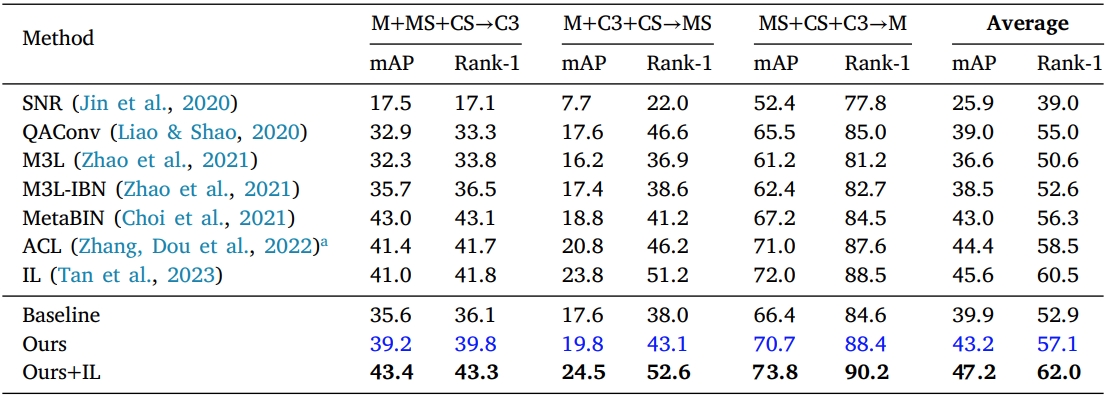 Method M+MS+CS→C3 M+C3+CS→MS MS+CS+C3→M Average
mAP Rank-1 mAP Rank-1 mAP Rank-1 mAP Rank-1
SNR (Jin et al., 2020) 17.5 17.1 7.7 22.0 52.4 77.8 25.9 39.0
QAConv (Liao & Shao, 2020) 32.9 33.3 17.6 46.6 65.5 85.0 39.0 55.0
M3L (Zhao et al., 2021) 32.3 33.8 16.2 36.9 61.2 81.2 36.6 50.6
M3L-IBN (Zhao et al., 2021) 35.7 36.5 17.4 38.6 62.4 82.7 38.5 52.6
MetaBIN (Choi et al., 2021) 43.0 43.1 18.8 41.2 67.2 84.5 43.0 56.3
ACL (Zhang, Dou et al., 2022)a 41.4 41.7 20.8 46.2 71.0 87.6 44.4 58.5
IL (Tan et al., 2023) 41.0 41.8 23.8 51.2 72.0 88.5 45.6 60.5
Baseline 35.6 36.1 17.6 38.0 66.4 84.6 39.9 52.9
Ours 39.2 39.8 19.8 43.1 70.7 88.4 43.2 57.1
Ours+IL 43.4 43.3 24.5 52.6 73.8 90.2 47.2 62.0